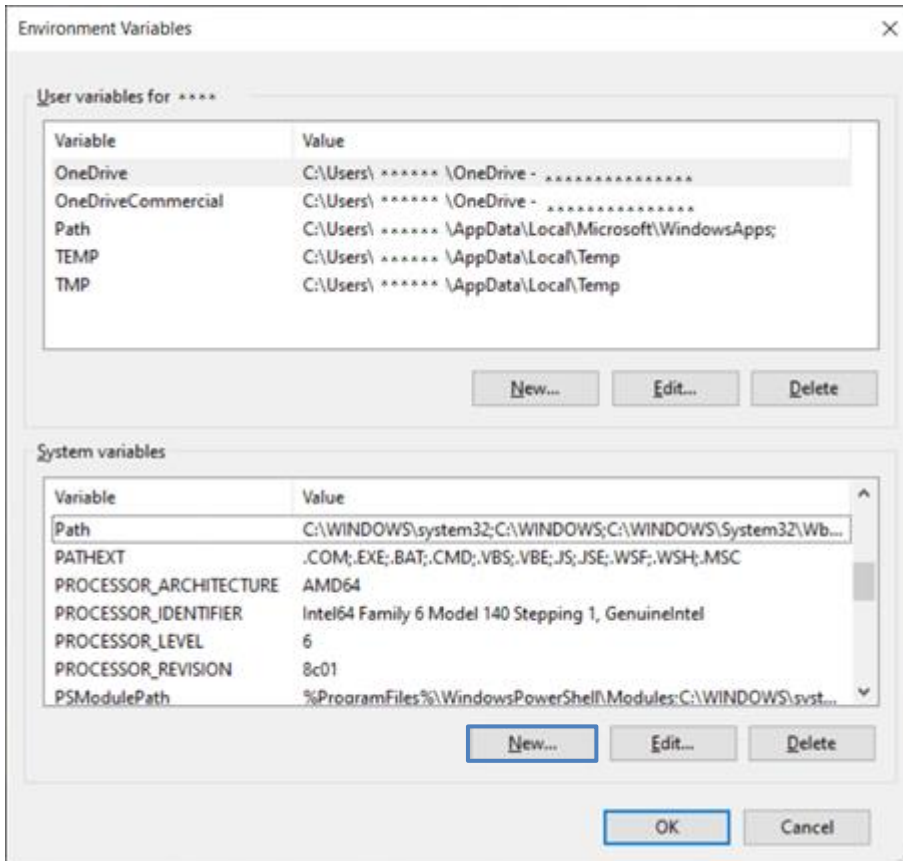 Environment Variables
User variables for ****
Variable Value
OneDrive C:\Users\ ****** \OneDrive - ***************
OneDriveCommercial C:\Users\ ****** \OneDrive - ***************
Path C:\Users\ ****** \AppData\Local\Microsoft\WindowsApps;
TEMP C:\Users\ ****** \AppData\Local\Temp
TMP C:\Users\ ****** \AppData\Local\Temp
New... Edit... Delete
System variables
Variable Value
Path C:\WINDOWS\system32;C:\WINDOWS;C:\WINDOWS\System32\Wb...
PATHEXT .COM;.EXE;.BAT;.CMD;.VBS;.VBE;.JS;.JSE;.WSF;.WSH;.MSC
PROCESSOR_ARCHITECTURE AMD64
PROCESSOR_IDENTIFIER Intel64 Family 6 Model 140 Stepping 1, GenuineIntel
PROCESSOR_LEVEL 6
PROCESSOR_REVISION 8c01
PSModulePath %ProgramFiles%\WindowsPowerShell\Modules;C:\WINDOWS\syst...
New... Edit... Delete
OK Cancel